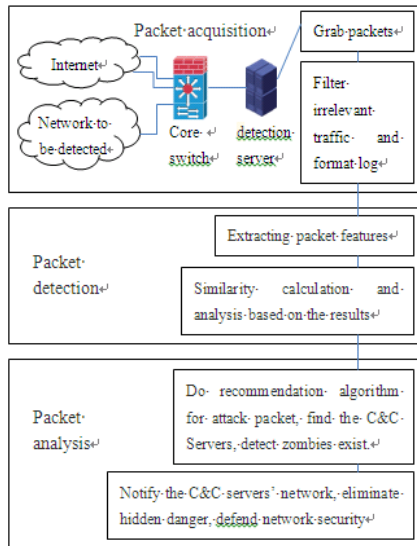 Packet acquisition
Grab packets
Internet
Filter
irrelevant
traffic and
format log
Network to
be detected
Core
switch
detection
server
Extracting packet features
Packet
detection
Similarity calculation and
analysis based on the results
Packet
analysis
Do recommendation algorithm
for attack packet, find the C&C
Servers, detect zombies exist.
Notify the C&C servers' network, eliminate
hidden danger, defend network security